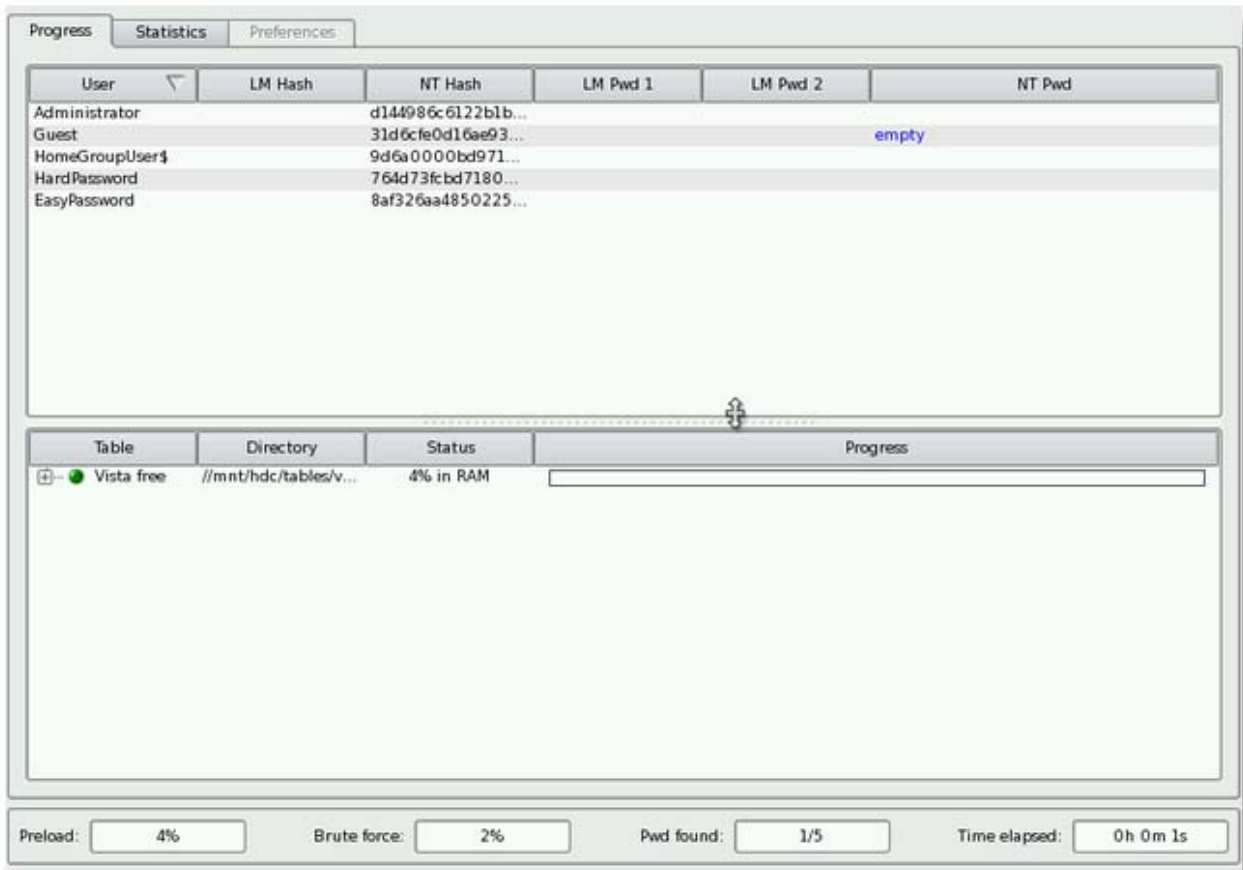 Progress Statistics Preferences
User LM Hash NT Hash LM Pwd 1 LM Pwd 2 NT Pwd
Administrator d144986c6122b1b...
Guest 31d6cfe0d16ae93... empty
HomeGroupUser$ 9d6a0000bd971...
HardPassword 764d73fcbd7180...
EasyPassword 8af326aa4850225...
Table Directory Status Progress
Vista free //mnt/hdc/tables/v... 4% in RAM
Preload: 4% Brute force: 2% Pwd found: 1/5 Time elapsed: 0h 0m 1s